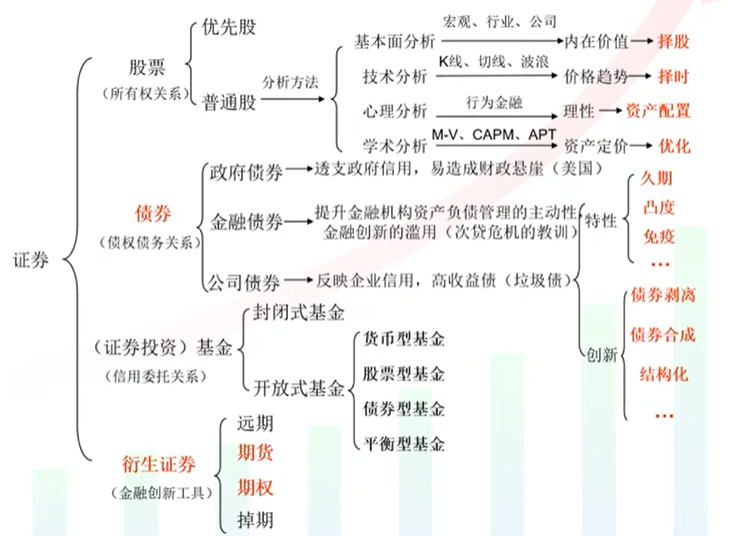 证券
股票
（所有权关系）
优先股
普通股
分析方法
基本面分析 宏观、行业、公司 内在价值 择股
技术分析 K线、切线、波浪 价格趋势 择时
心理分析 行为金融 理性 资产配置
学术分析 M-V、CAPM、APT 资产定价 优化
债券
（债权债务关系）
政府债券 透支政府信用，易造成财政悬崖（美国）
金融债券 提升金融机构资产负债管理的主动性，
金融创新的滥用（次贷危机的教训）
公司债券 反映企业信用，高收益债（垃圾债）
特性
久期
凸度
免疫
…
创新
债券剥离
债券合成
结构化
…
（证券投资）基金
（信用委托关系）
封闭式基金
开放式基金
货币型基金
股票型基金
债券型基金
平衡型基金
衍生证券
（金融创新工具）
远期
期货
期权
掉期